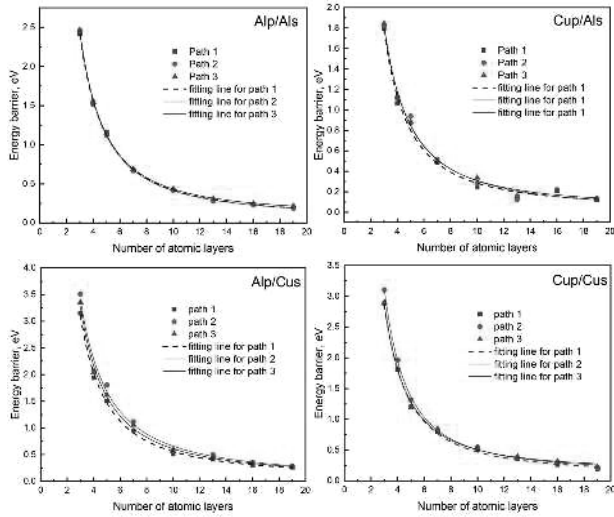 Alp/Als
Path 1
Path 2
Path 3
fitting line for path 1
fitting line for path 2
fitting line for path 3
Energy barrier, eV
2.5
2.0
1.5
1.0
0.5
0.0
0 2 4 6 8 10 12 14 16 18 20
Number of atomic layers
Cup/Als
Path 1
Path 2
Path 3
fitting line for path 1
fitting line for path 1
fitting line for path 1
Energy barrier, eV
2.0
1.8
1.6
1.4
1.2
1.0
0.8
0.6
0.4
0.2
0.0
0 2 4 6 8 10 12 14 16 18 20
Number of atomic layers
Alp/Cus
path 1
path 2
path 3
fitting line for path 1
fitting line for path 2
fitting line for path 3
Energy barrier, eV
4.0
3.5
3.0
2.5
2.0
1.5
1.0
0.5
0.0
0 2 4 6 8 10 12 14 16 18 20
Number of atomic layers
Cup/Cus
path 1
path 2
path 3
fitting line for path 1
fitting line for path 2
fitting line for path 3
Energy barrier, eV
3.5
3.0
2.5
2.0
1.5
1.0
0.5
0.0
0 2 4 6 8 10 12 14 16 18 20
Number of atomic layers